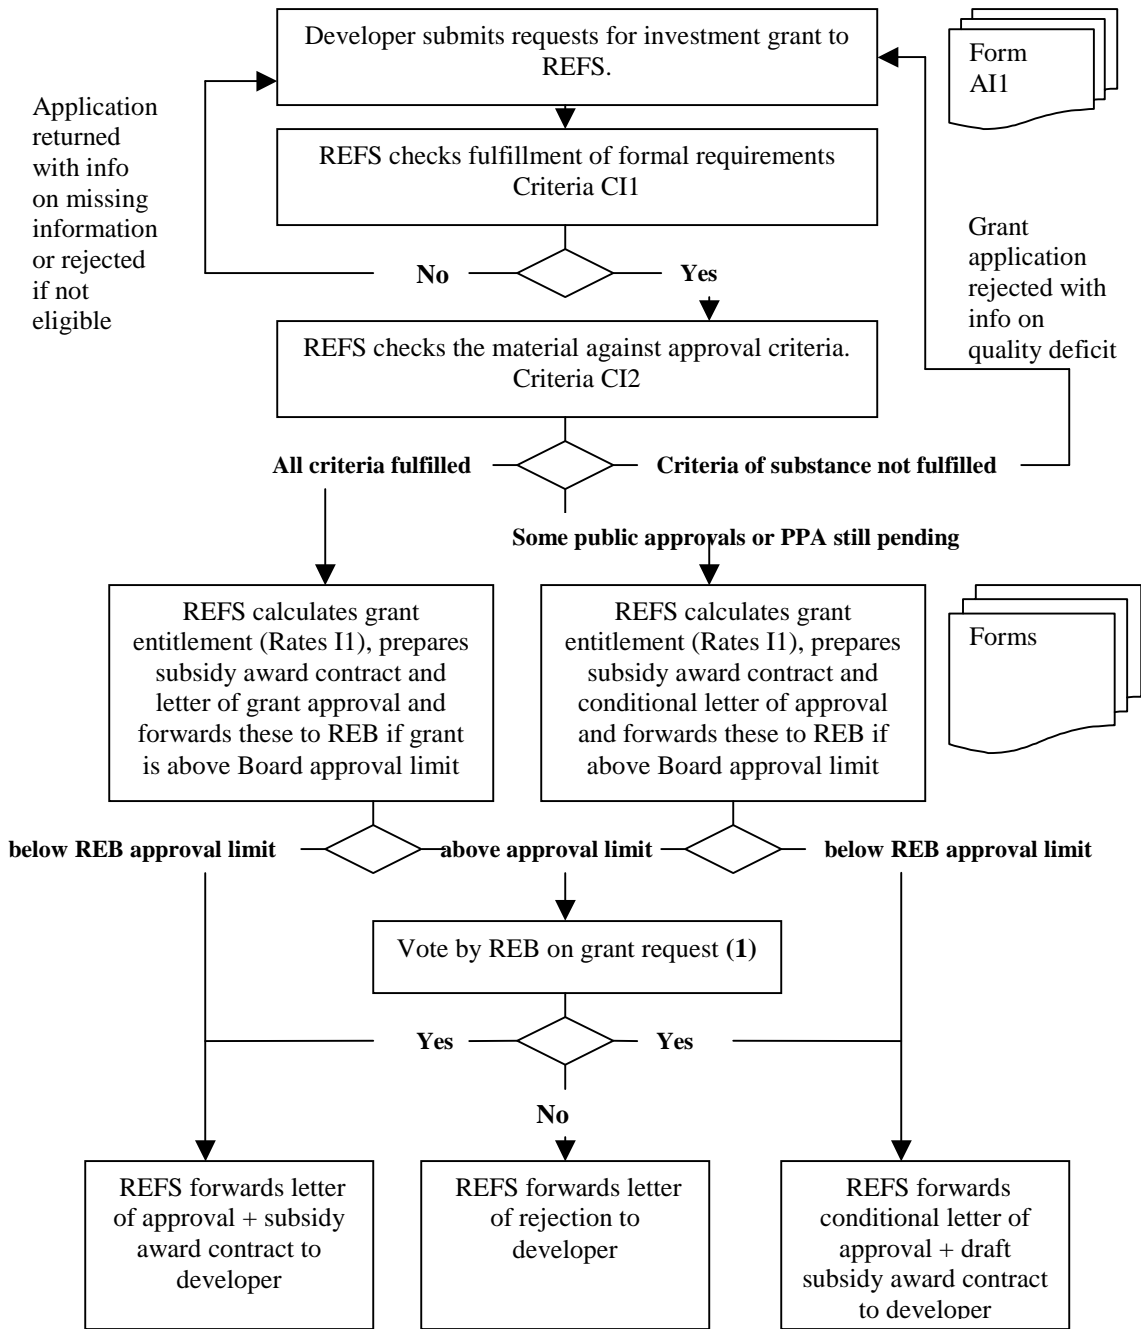 Developer submits requests for investment grant to
REFS.
Form
AI1
Application
returned
with info
on missing
information
or rejected
if not
eligible
REFS checks fulfillment of formal requirements
Criteria CI1
Grant
application
rejected with
info on
quality deficit
No
Yes
REFS checks the material against approval criteria.
Criteria CI2
All criteria fulfilled
Criteria of substance not fulfilled
Some public approvals or PPA still pending
REFS calculates grant
entitlement (Rates I1), prepares
subsidy award contract and
letter of grant approval and
forwards these to REB if grant
is above Board approval limit
REFS calculates grant
entitlement (Rates I1), prepares
subsidy award contract and
conditional letter of approval
and forwards these to REB if
above Board approval limit
Forms
below REB approval limit
above approval limit
below REB approval limit
Vote by REB on grant request (1)
Yes
Yes
No
REFS forwards letter
of approval + subsidy
award contract to
developer
REFS forwards letter
of rejection to
developer
REFS forwards
conditional letter of
approval + draft
subsidy award contract
to developer